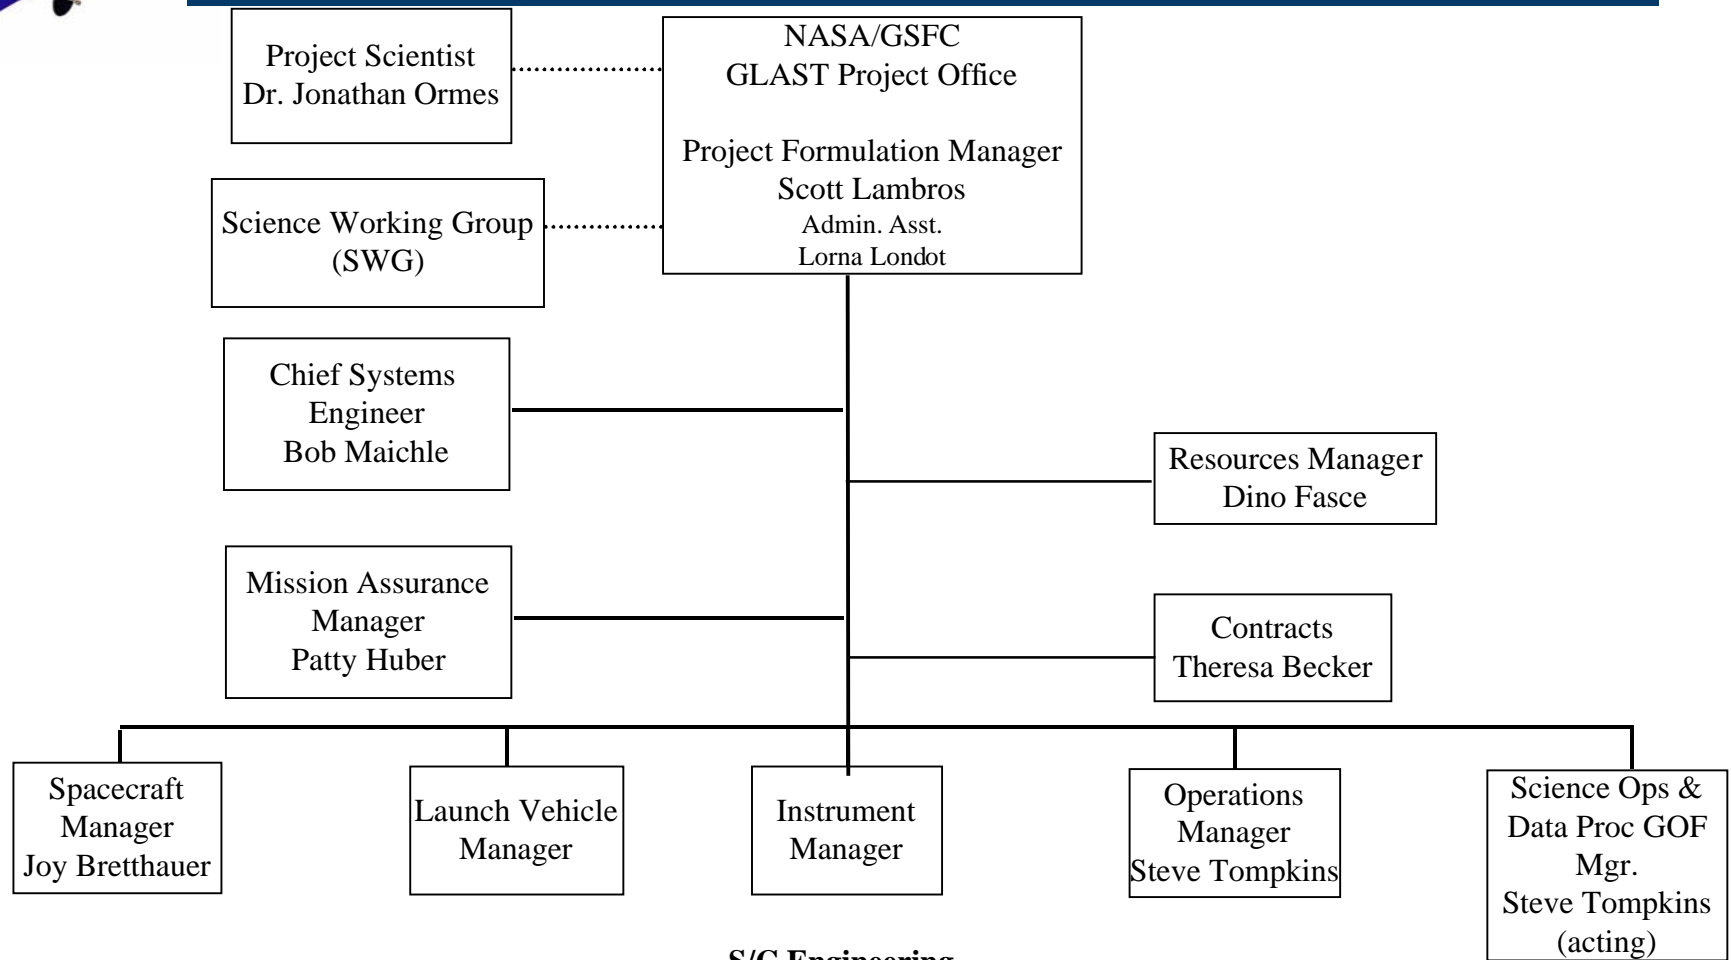 Project Scientist
Dr. Jonathan Ormes
NASA/GSFC
GLAST Project Office
Project Formulation Manager
Scott Lambros
Admin. Asst.
Lorna Londot
Science Working Group
(SWG)
Chief Systems
Engineer
Bob Maichle
Resources Manager
Dino Fasce
Mission Assurance
Manager
Patty Huber
Contracts
Theresa Becker
Spacecraft
Manager
Joy Bretthauer
Launch Vehicle
Manager
Instrument
Manager
Operations
Manager
Steve Tompkins
Science Ops &
Data Proc GOF
Mgr.
Steve Tompkins
(acting)
S/C Engineering